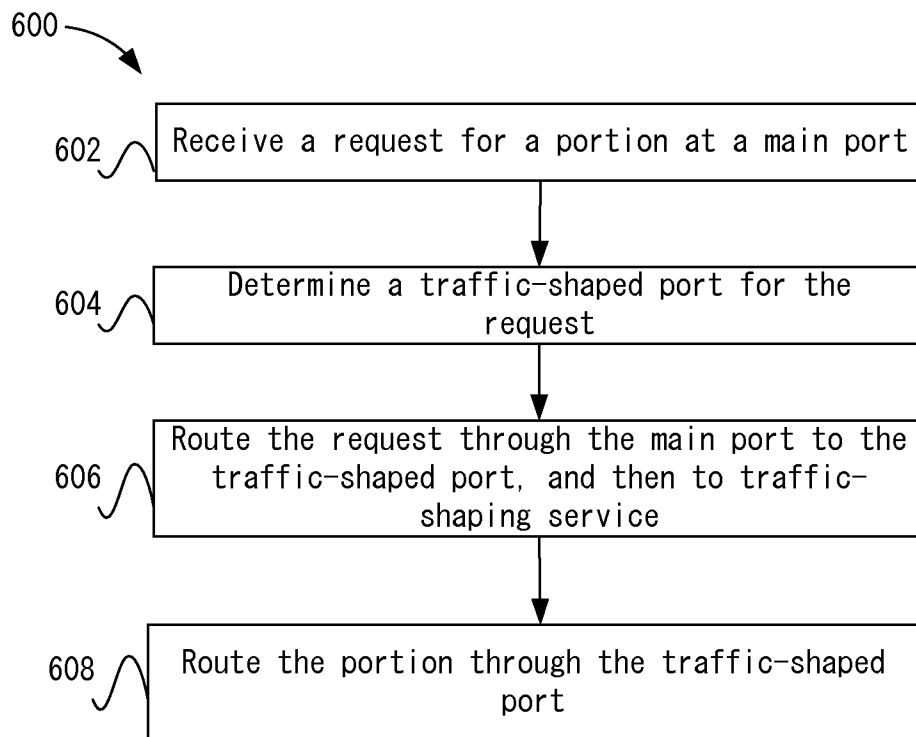 600
602
Receive a request for a portion at a main port
604
Determine a traffic-shaped port for the
request
606
Route the request through the main port to the
traffic-shaped port, and then to traffic-
shaping service
608
Route the portion through the traffic-shaped
port